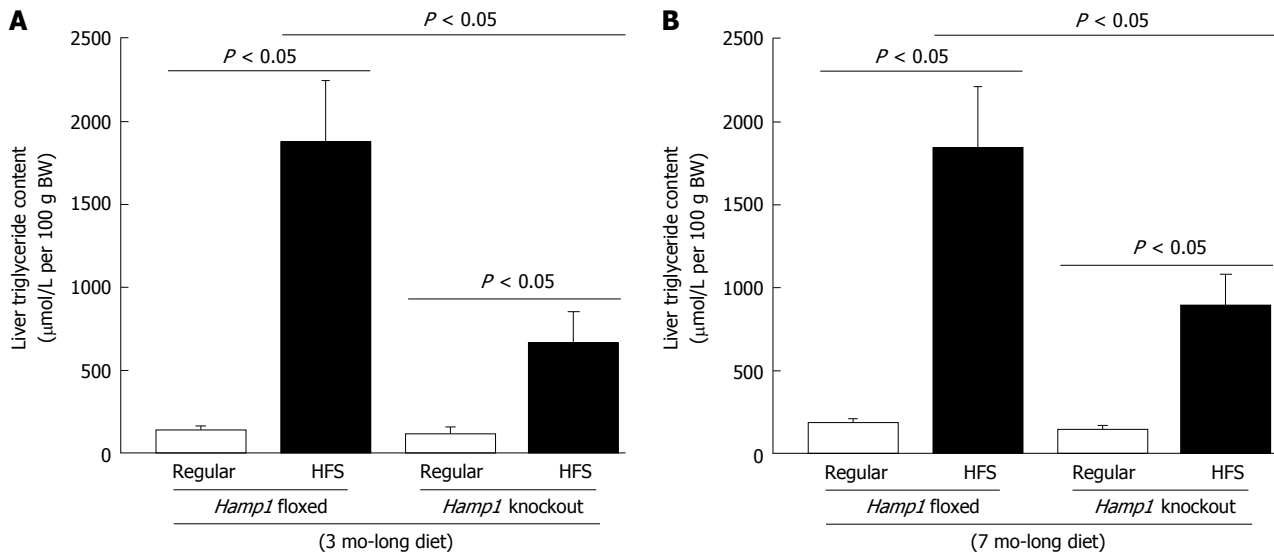 A
P < 0.05
P < 0.05
P < 0.05
2500
2000
1500
1000
500
0
Liver triglyceride content
(μmol/L per 100 g BW)
Regular HFS Regular HFS
Hamp1 floxed Hamp1 knockout
(3 mo-long diet)
B
P < 0.05
P < 0.05
P < 0.05
2500
2000
1500
1000
500
0
Liver triglyceride content
(μmol/L per 100 g BW)
Regular HFS Regular HFS
Hamp1 floxed Hamp1 knockout
(7 mo-long diet)